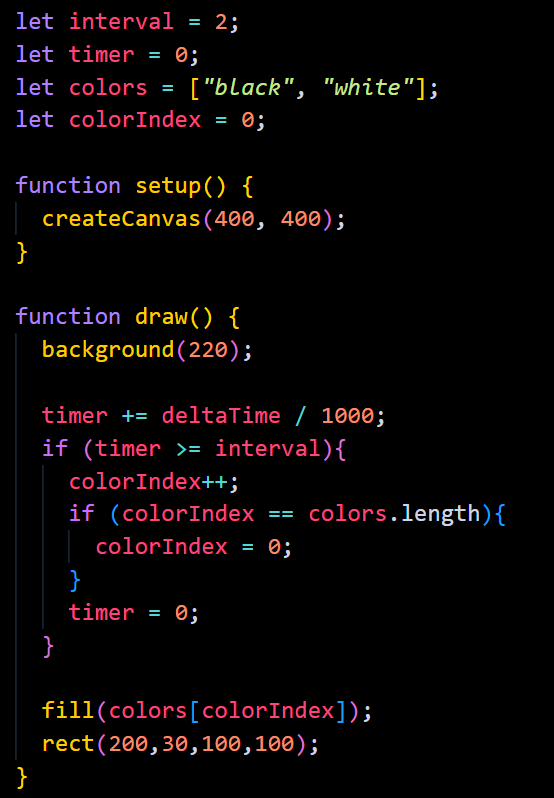 let interval = 2;
let timer = 0;
let colors = ["black", "white"];
let colorIndex = 0;

function setup() {
  createCanvas(400, 400);
}

function draw() {
  background(220);

  timer += deltaTime / 1000;
  if (timer >= interval){
    colorIndex++;
    if (colorIndex == colors.length){
      colorIndex = 0;
    }
    timer = 0;
  }

  fill(colors[colorIndex]);
  rect(200,30,100,100);
}